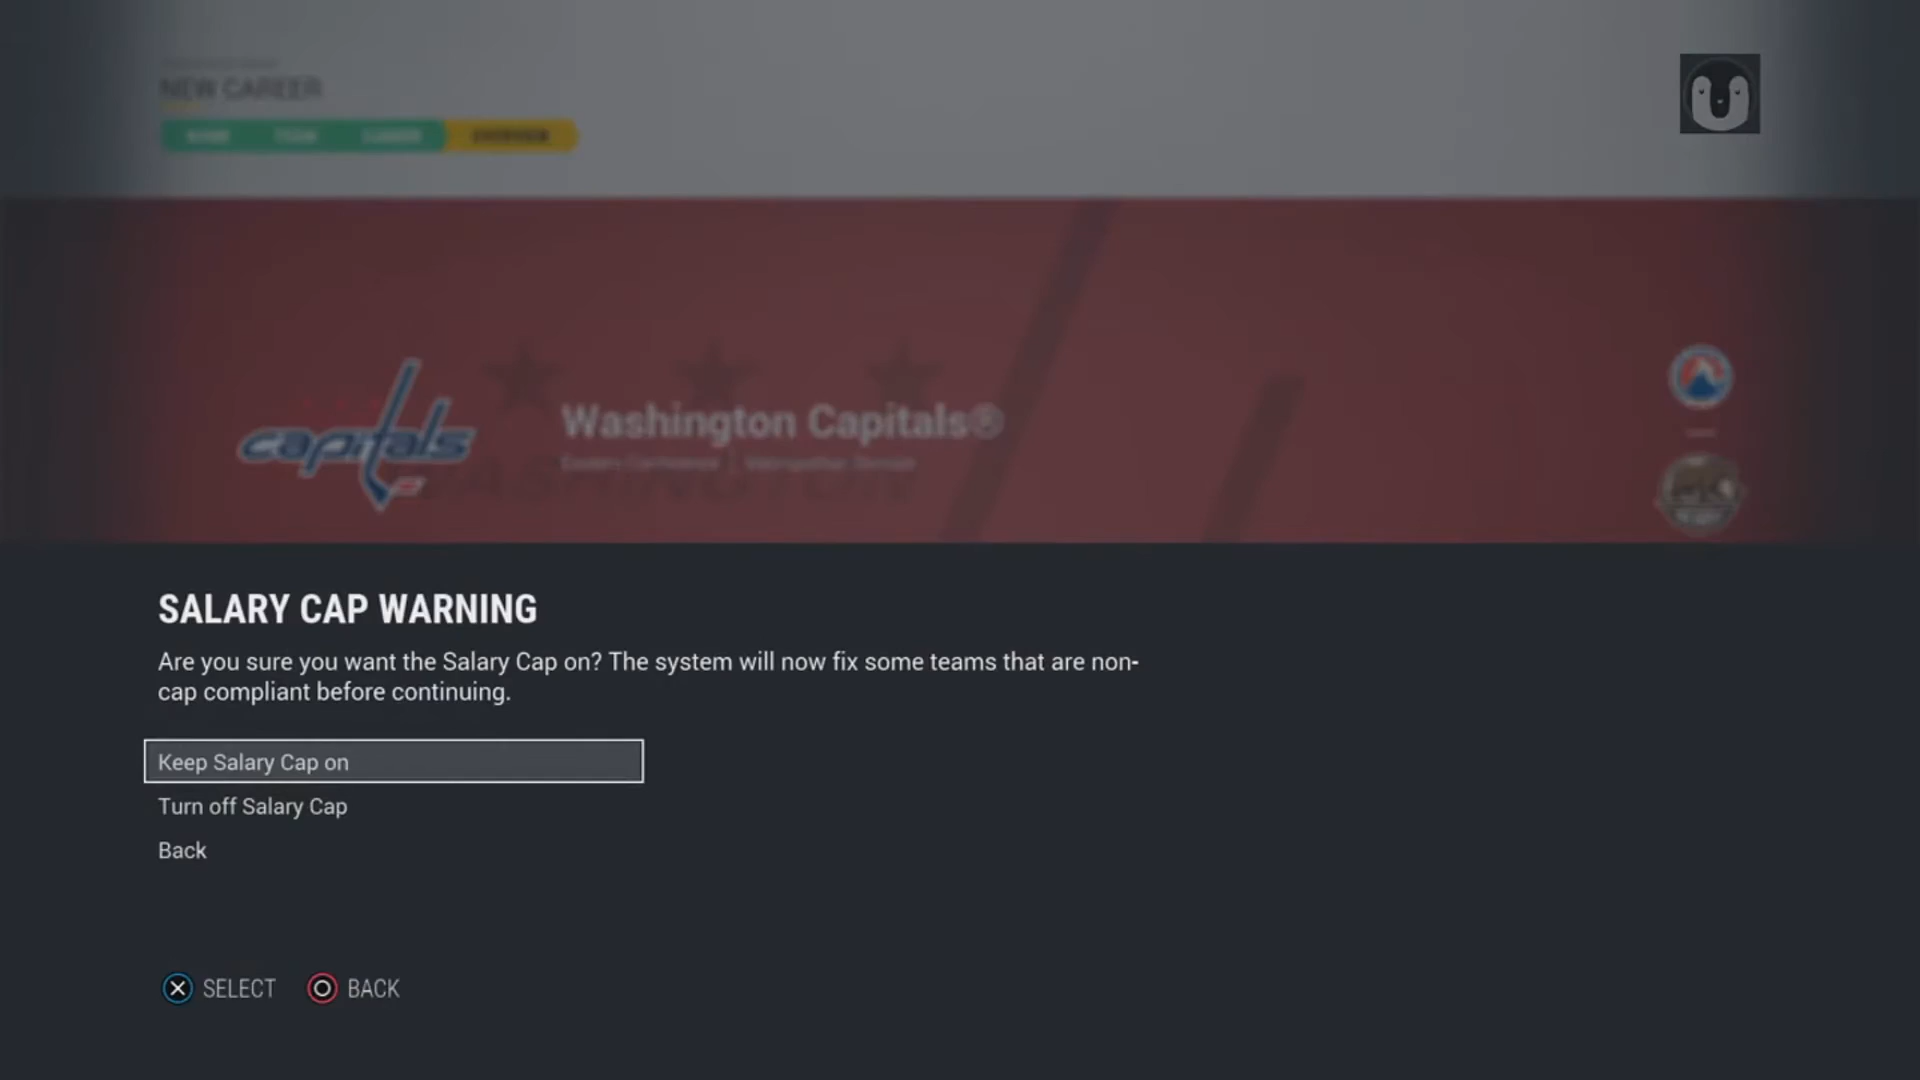 NEW CAREER
capitals
Washington Capitals®
SALARY CAP WARNING
Are you sure you want the Salary Cap on? The system will now fix some teams that are non-
cap compliant before continuing.
Keep Salary Cap on
Turn off Salary Cap
Back
SELECT BACK